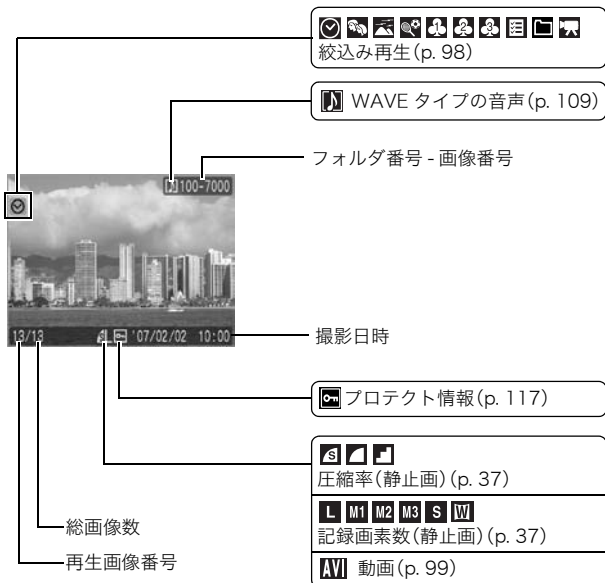 絞込み再生(p. 98)
WAVE タイプの音声(p. 109)
フォルダ番号 - 画像番号
100-7000
13/13 '07/02/02 10:00
撮影日時
プロテクト情報(p. 117)
S
圧縮率(静止画)(p. 37)
L M1 M2 M3 S W
記録画素数(静止画)(p. 37)
総画像数
再生画像番号
AVI 動画(p. 99)